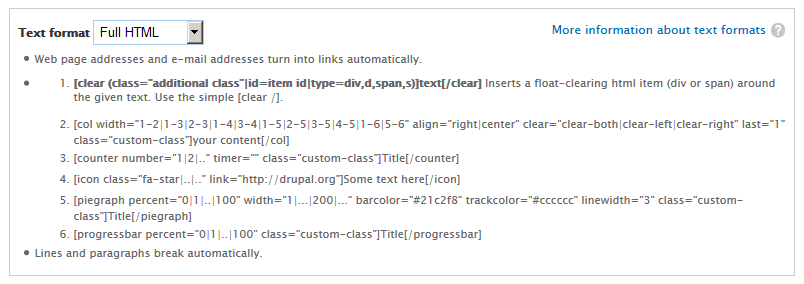 Text format Full HTML More information about text formats ?
Web page addresses and e-mail addresses turn into links automatically.
1. [clear (class="additional class"|id=item id|type=div,d,span,s)]text[/clear] Inserts a float-clearing html item (div or span) around
the given text. Use the simple [clear /].
2. [col width="1-2|1-3|2-3|1-4|3-4|1-5|2-5|3-5|4-5|1-6|5-6" align="right|center" clear="clear-both|clear-left|clear-right" last="1"
class="custom-class"]your content[/col]
3. [counter number="1|2|.." timer="" class="custom-class"]Title[/counter]
4. [icon class="fa-star|..|.." link="http://drupal.org"]Some text here[/icon]
5. [piegraph percent="0|1|..|100" width="1|...|200|..." barcolor="#21c2f8" trackcolor="#cccccc" linewidth="3" class="custom-
class"]Title[/piegraph]
6. [progressbar percent="0|1|..|100" class="custom-class"]Title[/progressbar]
Lines and paragraphs break automatically.